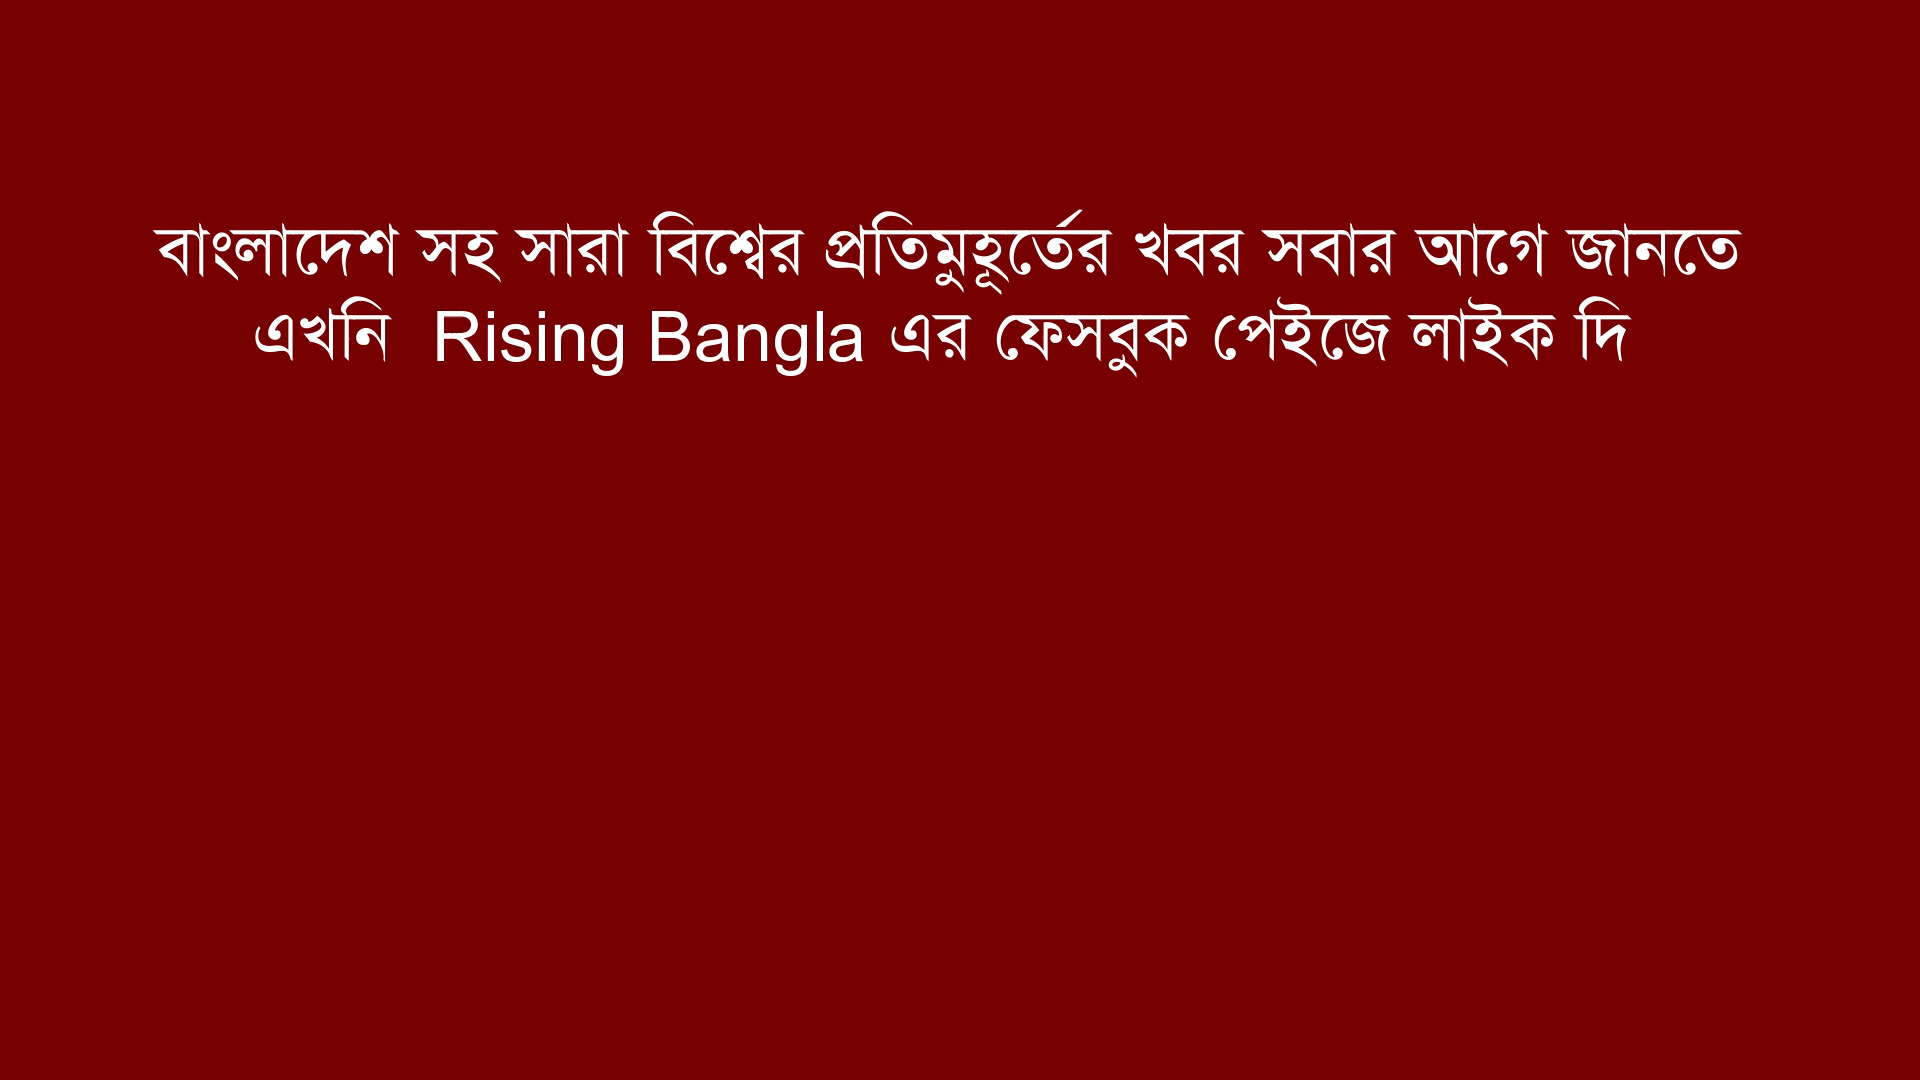 বাংলাদেশ সহ সারা বিশ্বের প্রতিমুহূর্তের খবর সবার আগে জানতে
এখনি  Rising Bangla এর ফেসবুক পেইজে লাইক দি